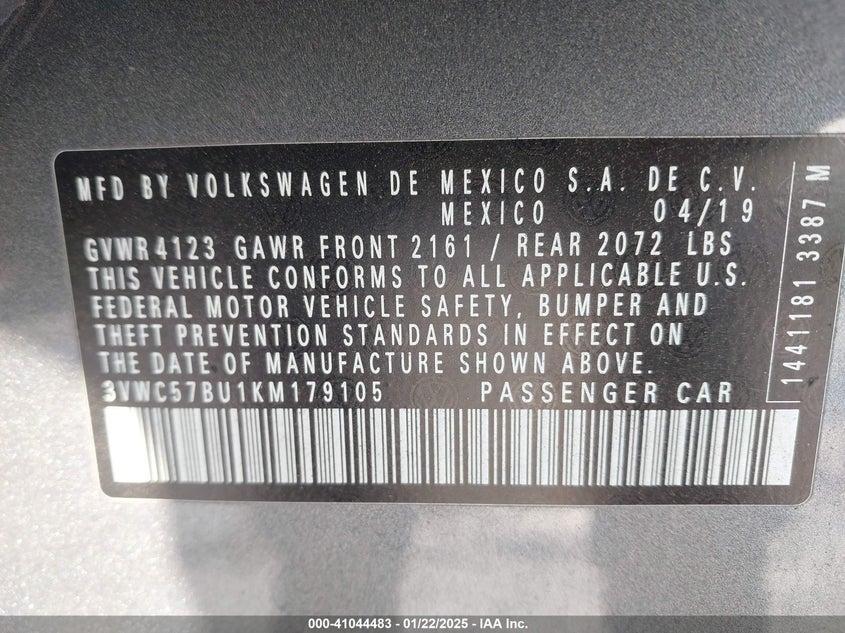 MFD BY VOLKSWAGEN DE MEXICO S.A. DE C.V.
MEXICO 04/19
GVWR 4123 GAWR FRONT 2161 / REAR 2072 LBS
THIS VEHICLE CONFORMS TO ALL APPLICABLE U.S.
FEDERAL MOTOR VEHICLE SAFETY, BUMPER AND
THEFT PREVENTION STANDARDS IN EFFECT ON
THE DATE OF MANUFACTURE SHOWN ABOVE.
3VWC57BU1KM179105 PASSENGER CAR
1441181 3387 M
000-41044483 - 01/22/2025 - IAA Inc.